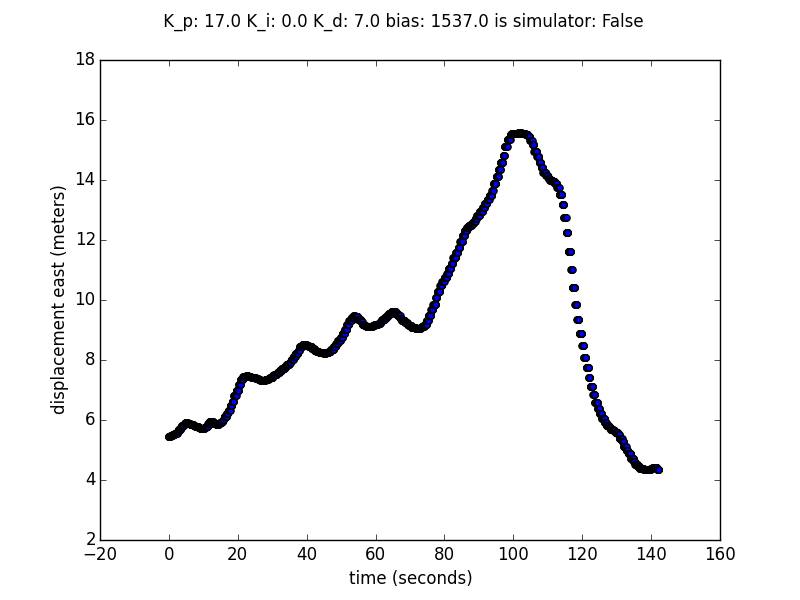 K_p: 17.0 K_i: 0.0 K_d: 7.0 bias: 1537.0 is simulator: False
18
16
14
12
10
8
6
4
2
displacement east (meters)
−20 0 20 40 60 80 100 120 140 160
time (seconds)